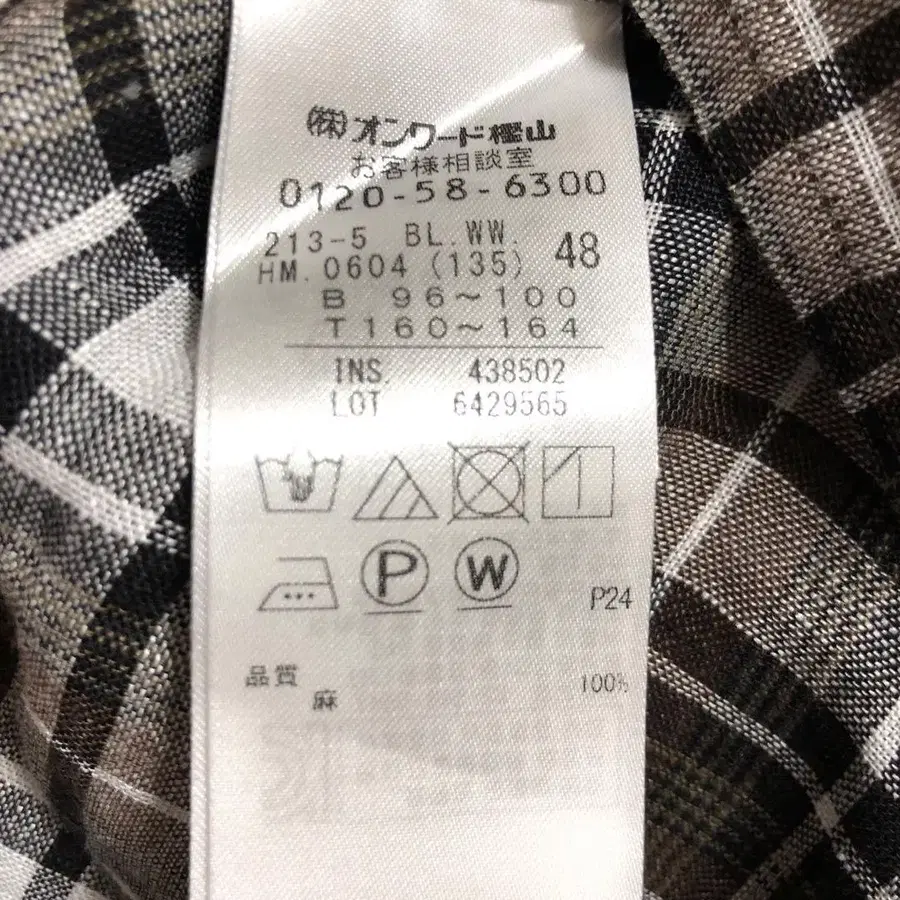 (株)オンワード樫山
お客様相談室
0120-58-6300
213-5 BL.WW. 48
HM.0604 (135)
B 96～100
T 160～164
INS. 438502
LOT 6429565
P W P24
品質
麻 100%